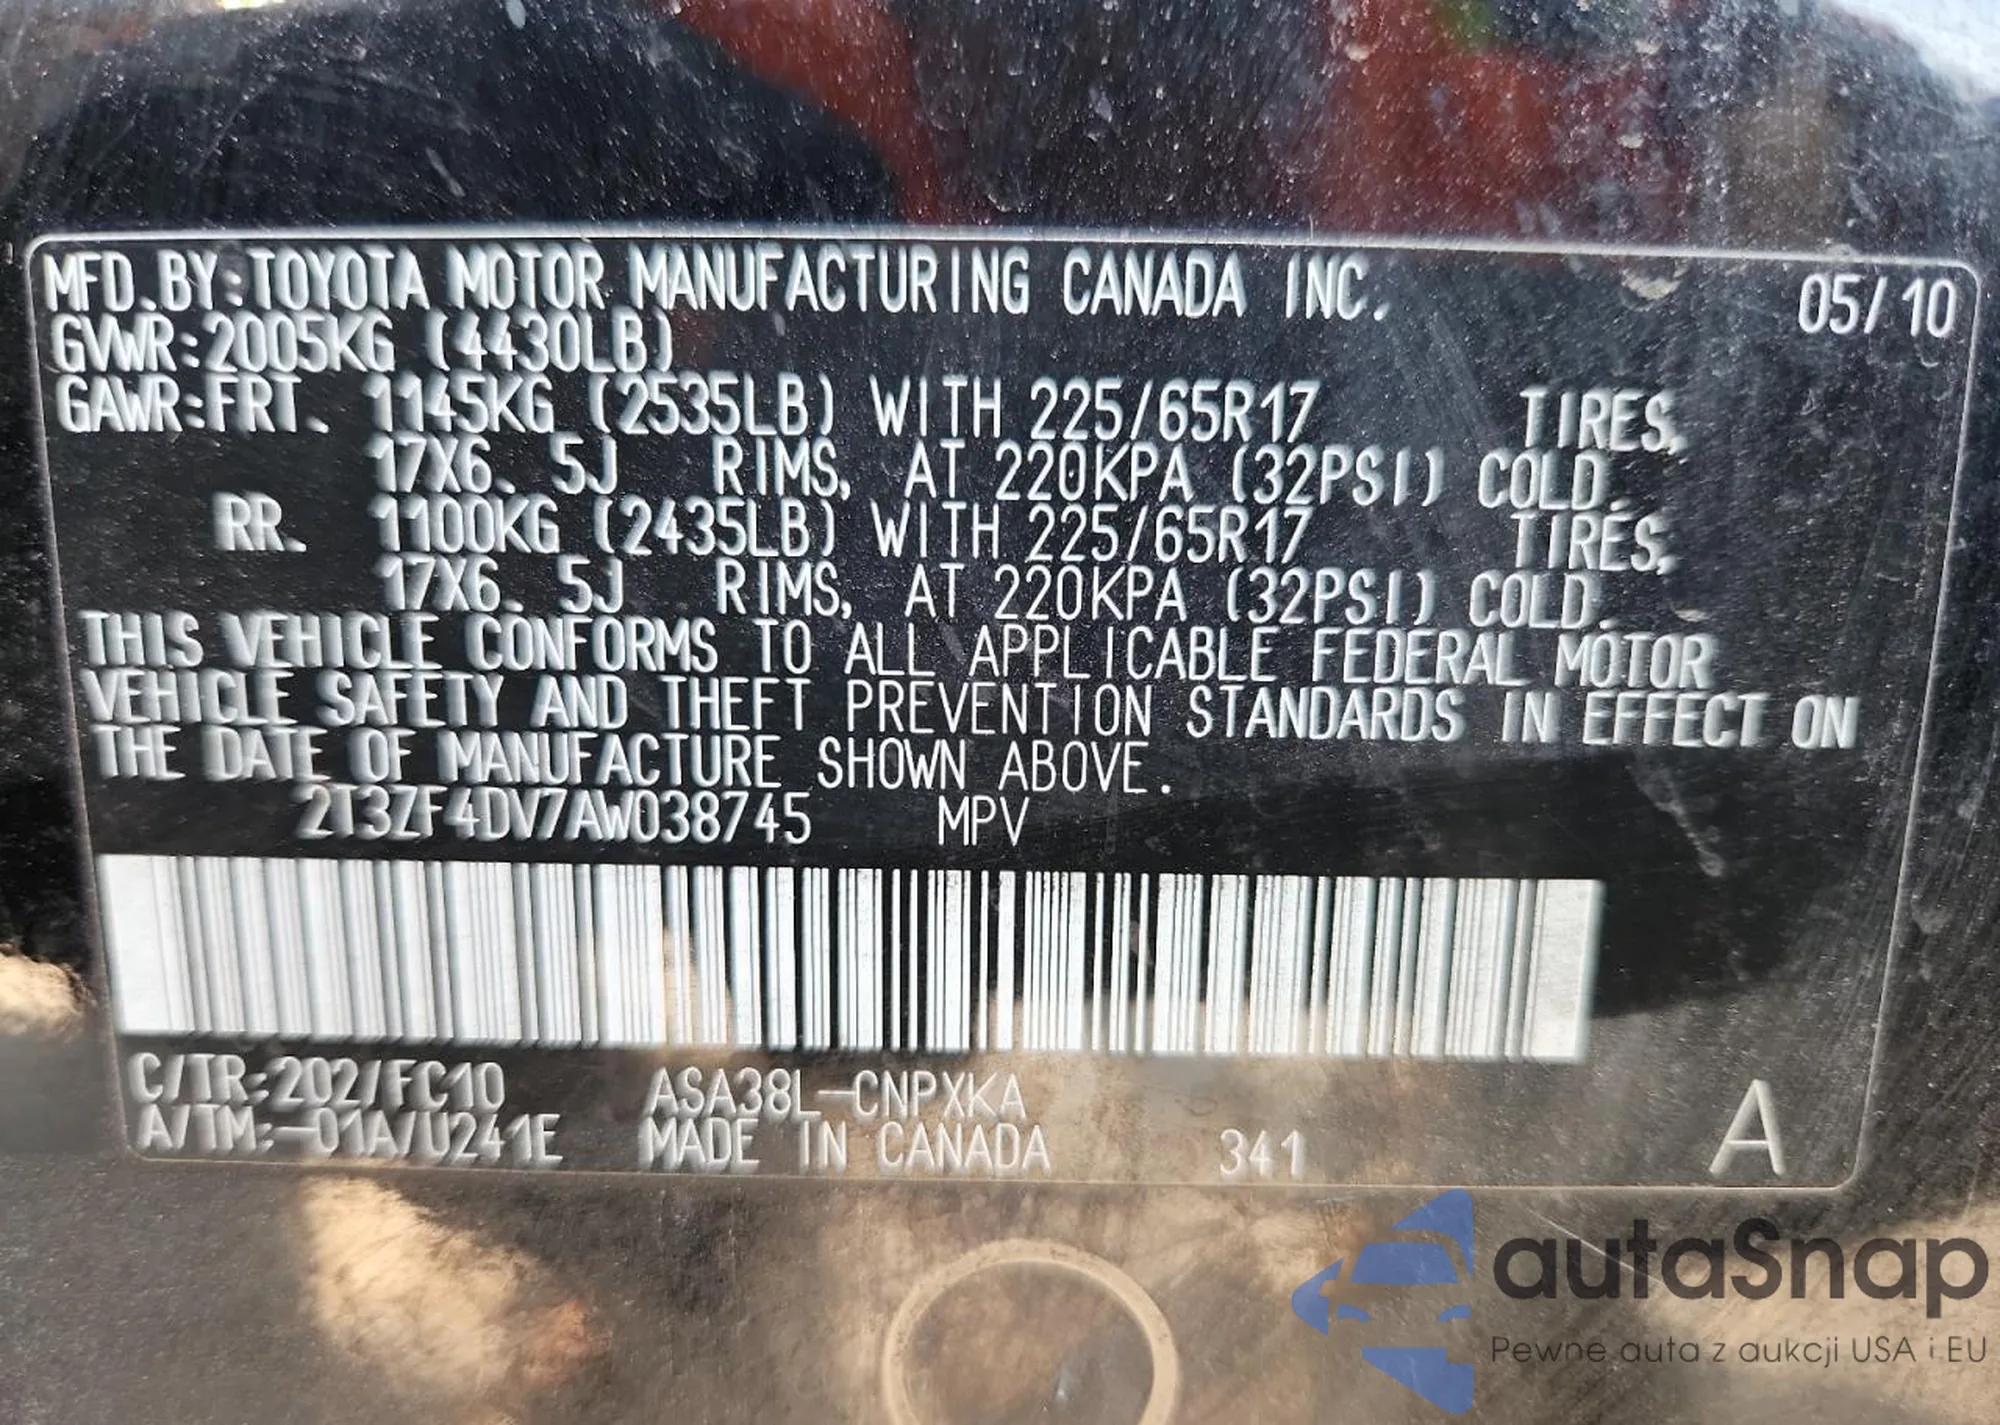 MFD.BY:TOYOTA MOTOR MANUFACTURING CANADA INC. 05/10
GVWR:2005KG (4430LB)
GAWR:FRT. 1145KG (2535LB) WITH 225/65R17 TIRES,
17X6.5J RIMS, AT 220KPA (32PSI) COLD.
RR. 1100KG (2435LB) WITH 225/65R17 TIRES,
17X6.5J RIMS, AT 220KPA (32PSI) COLD.
THIS VEHICLE CONFORMS TO ALL APPLICABLE FEDERAL MOTOR
VEHICLE SAFETY AND THEFT PREVENTION STANDARDS IN EFFECT ON
THE DATE OF MANUFACTURE SHOWN ABOVE.
2T3ZF4DV7AW038745 MPV
C/TR:202/FC10 ASA38L-CNPXKA
A/TM:-01A/U241E MADE IN CANADA 341 A
autaSnap
Pewne auta z aukcji USA i EU